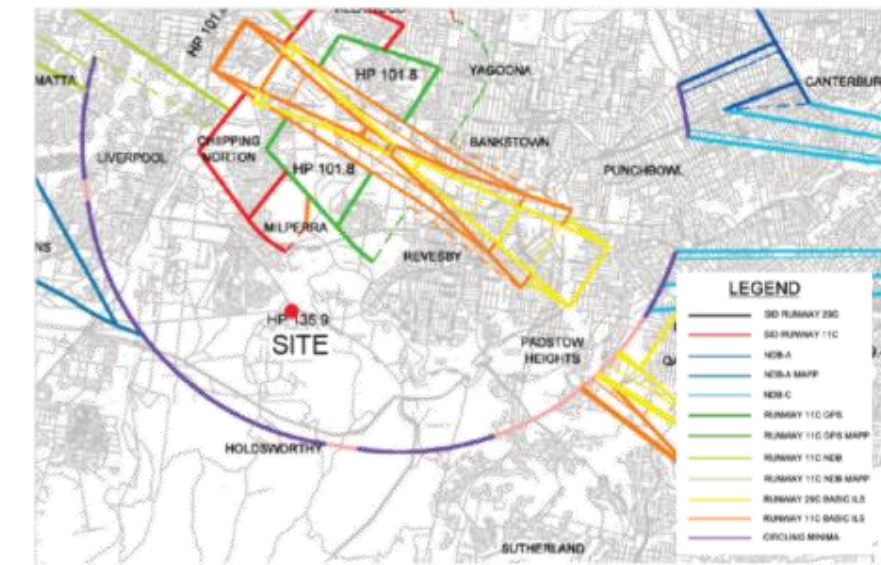 HP 101.8
YAGOONA
MATTA
CANTERBUR
CHIPPING
NORTON
BANKSTOWN
LIVERPOOL
HP 101.8
PUNCHBOWL
MILPERRA
NS
REVESBY
HP 135.9
SITE
PADSTOW
HEIGHTS
HOLDSWORTHY
SUTHERLAND
LEGEND
SID RUNWAY 29C
SID RUNWAY 11C
NDB-A
NDB-A MAPP
NDB-C
RUNWAY 11C GPS
RUNWAY 11C GPS MAPP
RUNWAY 11C NDB
RUNWAY 11C NDB MAPP
RUNWAY 29C BASIC ILS
RUNWAY 11C BASIC ILS
CIRCLING MINIMA